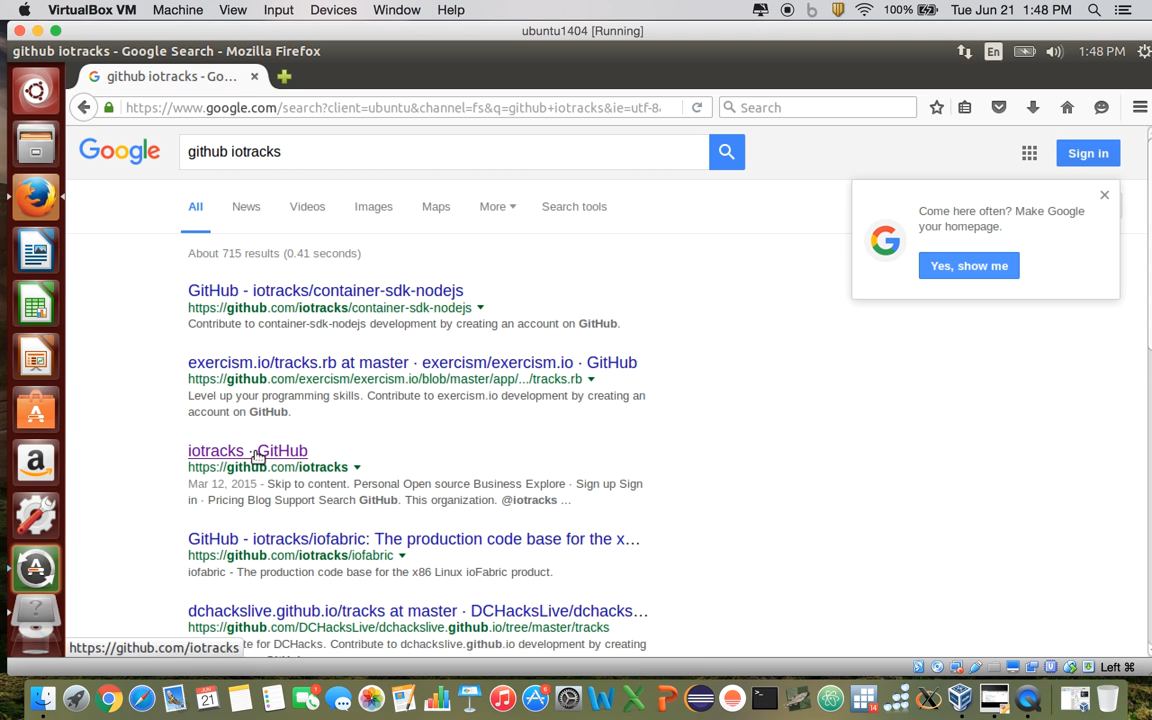 VirtualBox VM Machine View Input Devices Window Help 100% Tue Jun 21 1:48 PM
ubuntu1404 [Running]
github iotracks - Google Search - Mozilla Firefox En 1:48 PM
G github iotracks - Go... ×
https://www.google.com/search?client=ubuntu&channel=fs&q=github+iotracks&ie=utf-8& Search
Google github iotracks Sign in
All News Videos Images Maps More Search tools
Come here often? Make Google
your homepage.
Yes, show me
About 715 results (0.41 seconds)
GitHub - iotracks/container-sdk-nodejs
https://github.com/iotracks/container-sdk-nodejs
Contribute to container-sdk-nodejs development by creating an account on GitHub.
exercism.io/tracks.rb at master · exercism/exercism.io · GitHub
https://github.com/exercism/exercism.io/blob/master/app/.../tracks.rb
Level up your programming skills. Contribute to exercism.io development by creating an
account on GitHub.
iotracks · GitHub
https://github.com/iotracks
Mar 12, 2015 - Skip to content. Personal Open source Business Explore · Sign up Sign
in · Pricing Blog Support Search GitHub. This organization. @iotracks ...
GitHub - iotracks/iofabric: The production code base for the x...
https://github.com/iotracks/iofabric
iofabric - The production code base for the x86 Linux ioFabric product.
dchackslive.github.io/tracks at master · DCHacksLive/dchacks...
https://github.com/DCHacksLive/dchackslive.github.io/tree/master/tracks
te for DCHacks. Contribute to dchackslive.github.io development by creating
https://github.com/iotracks
Left ⌘